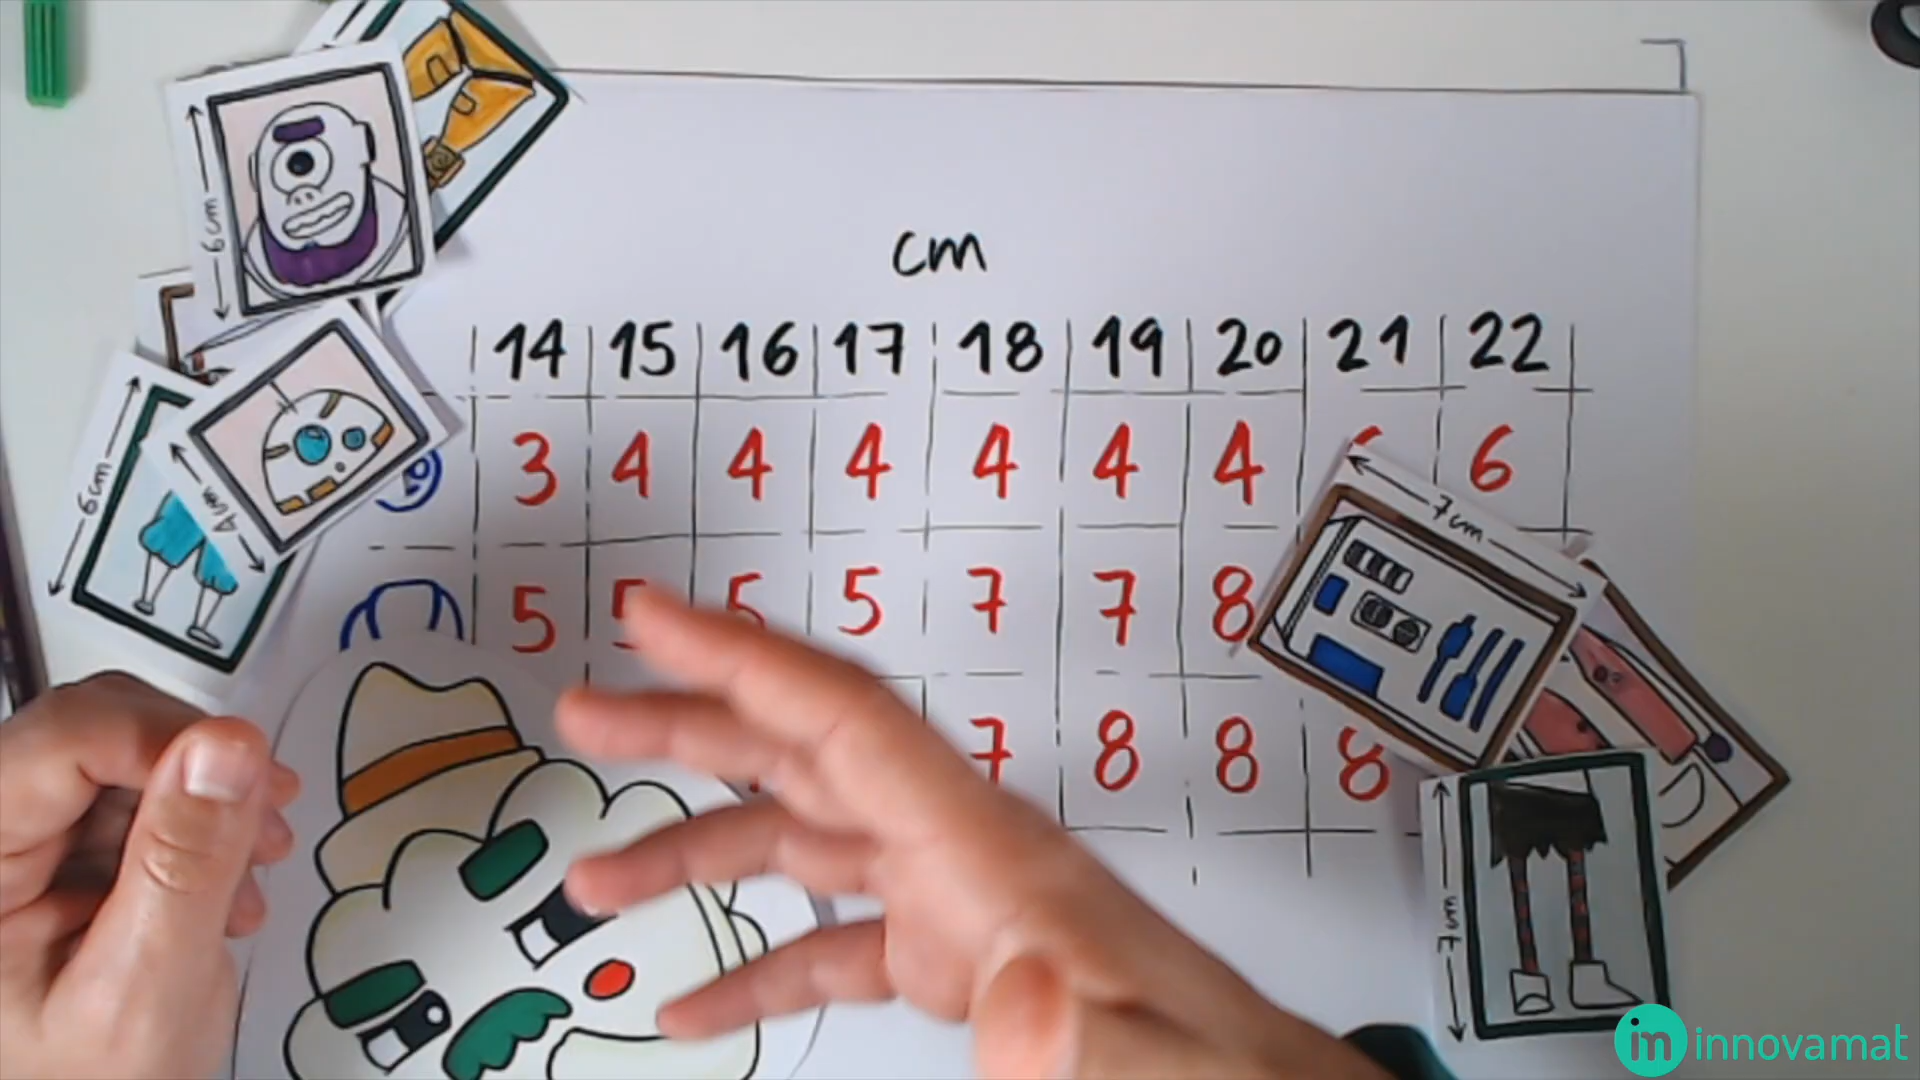 cm
14 15 16 17 18 19 20 21 22
3 4 4 4 4 4 4 6
5 5 5 5 7 7 8
7 8 8 8
6cm
6cm
4cm
7cm
7cm
innovamat